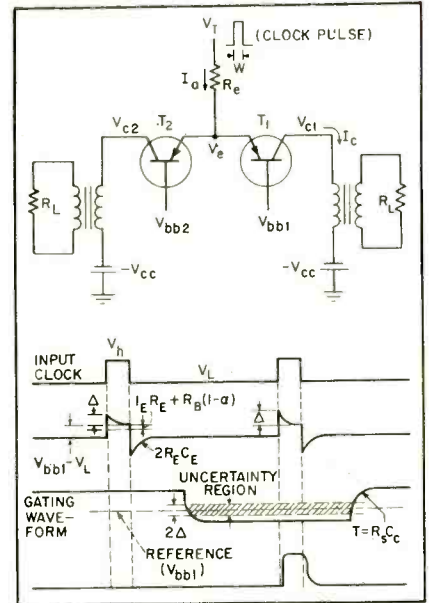 V_T
(CLOCK PULSE)
W
I_a
R_e
V_c2
T_2
T_1
V_c1
I_c
V_e
R_L
V_bb2
V_bb1
R_L
-V_cc
-V_cc
V_h
V_L
INPUT
CLOCK
I_E R_E + R_B(1-α)
Δ
Δ
V_bb1-V_L
2R_E C_E
UNCERTAINTY
REGION
GATING
WAVE-
FORM
2Δ
T=R_s C_c
REFERENCE
(V_bb1)